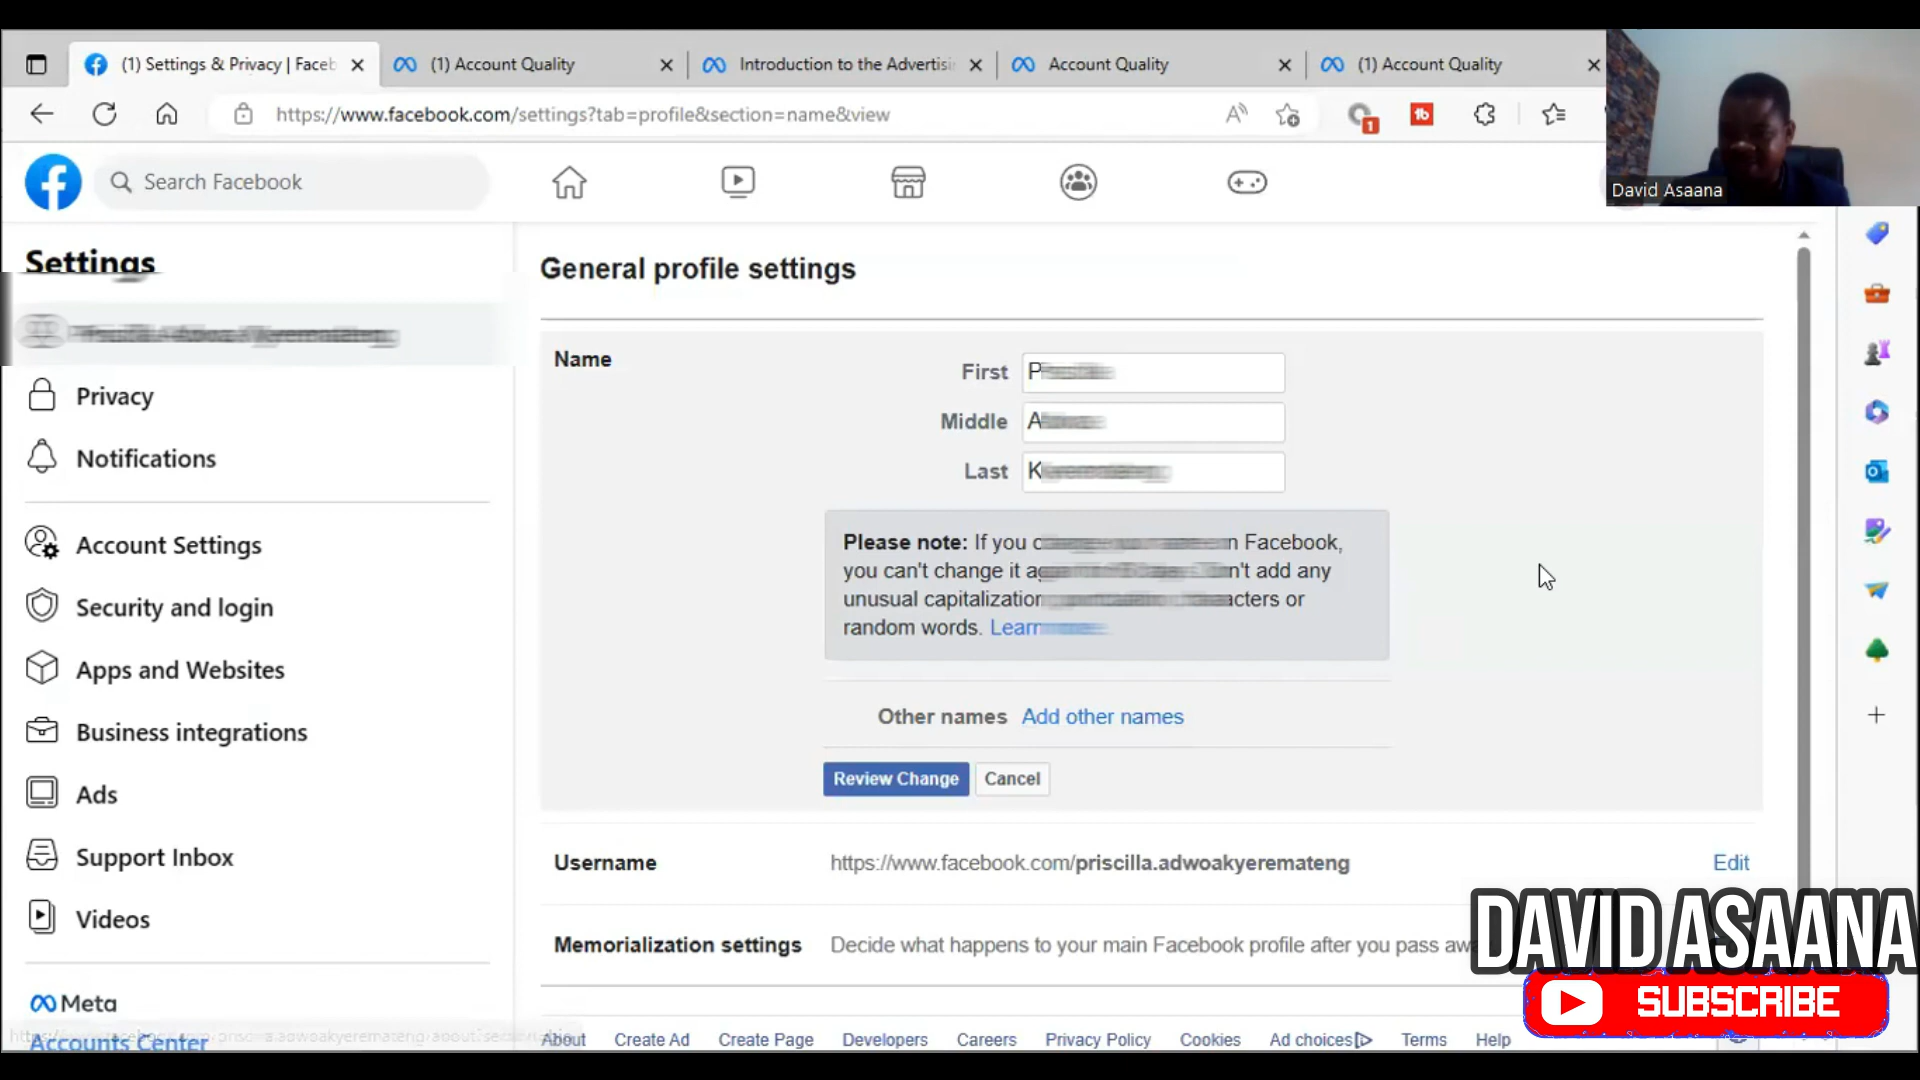 (1) Settings & Privacy | Faceb
(1) Account Quality
Introduction to the Advertisi
Account Quality
(1) Account Quality
https://www.facebook.com/settings?tab=profile&section=name&view
1
David Asaana
Search Facebook
Settings
Privacy
Notifications
Account Settings
Security and login
Apps and Websites
Business integrations
Ads
Support Inbox
Videos
Meta
Accounts Center
General profile settings
Name
First P
Middle A
Last K
Please note: If you n Facebook,
you can't change it 't add any
unusual capitalization acters or
random words. Learn
Other names Add other names
Review Change Cancel
Username https://www.facebook.com/priscilla.adwoakyeremateng Edit
Memorialization settings Decide what happens to your main Facebook profile after you pass aw
DAVID ASAANA
SUBSCRIBE
About Create Ad Create Page Developers Careers Privacy Policy Cookies Ad choices Terms Help